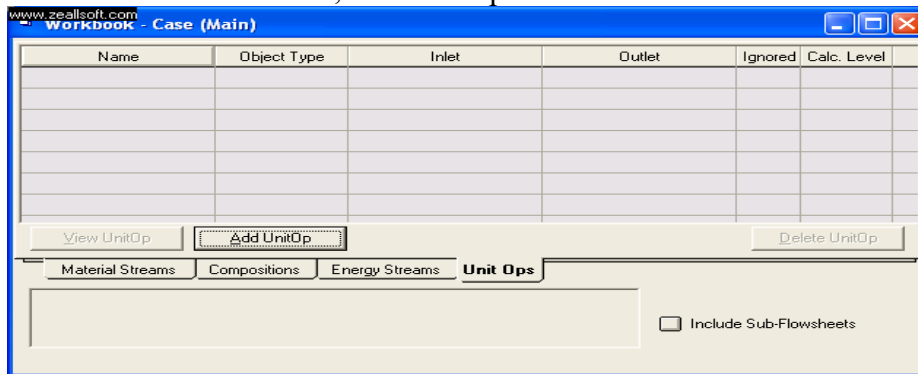 www.zeallsoft.com
Workbook - Case (Main)
Name Object Type Inlet Outlet Ignored Calc. Level
View UnitOp Add UnitOp Delete UnitOp
Material Streams Compositions Energy Streams Unit Ops
Include Sub-Flowsheets